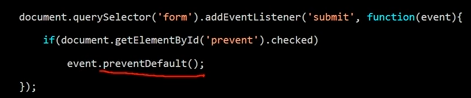 document.querySelector('form').addEventListener('submit', function(event){
if(document.getElementById('prevent').checked)
event.preventDefault();
});